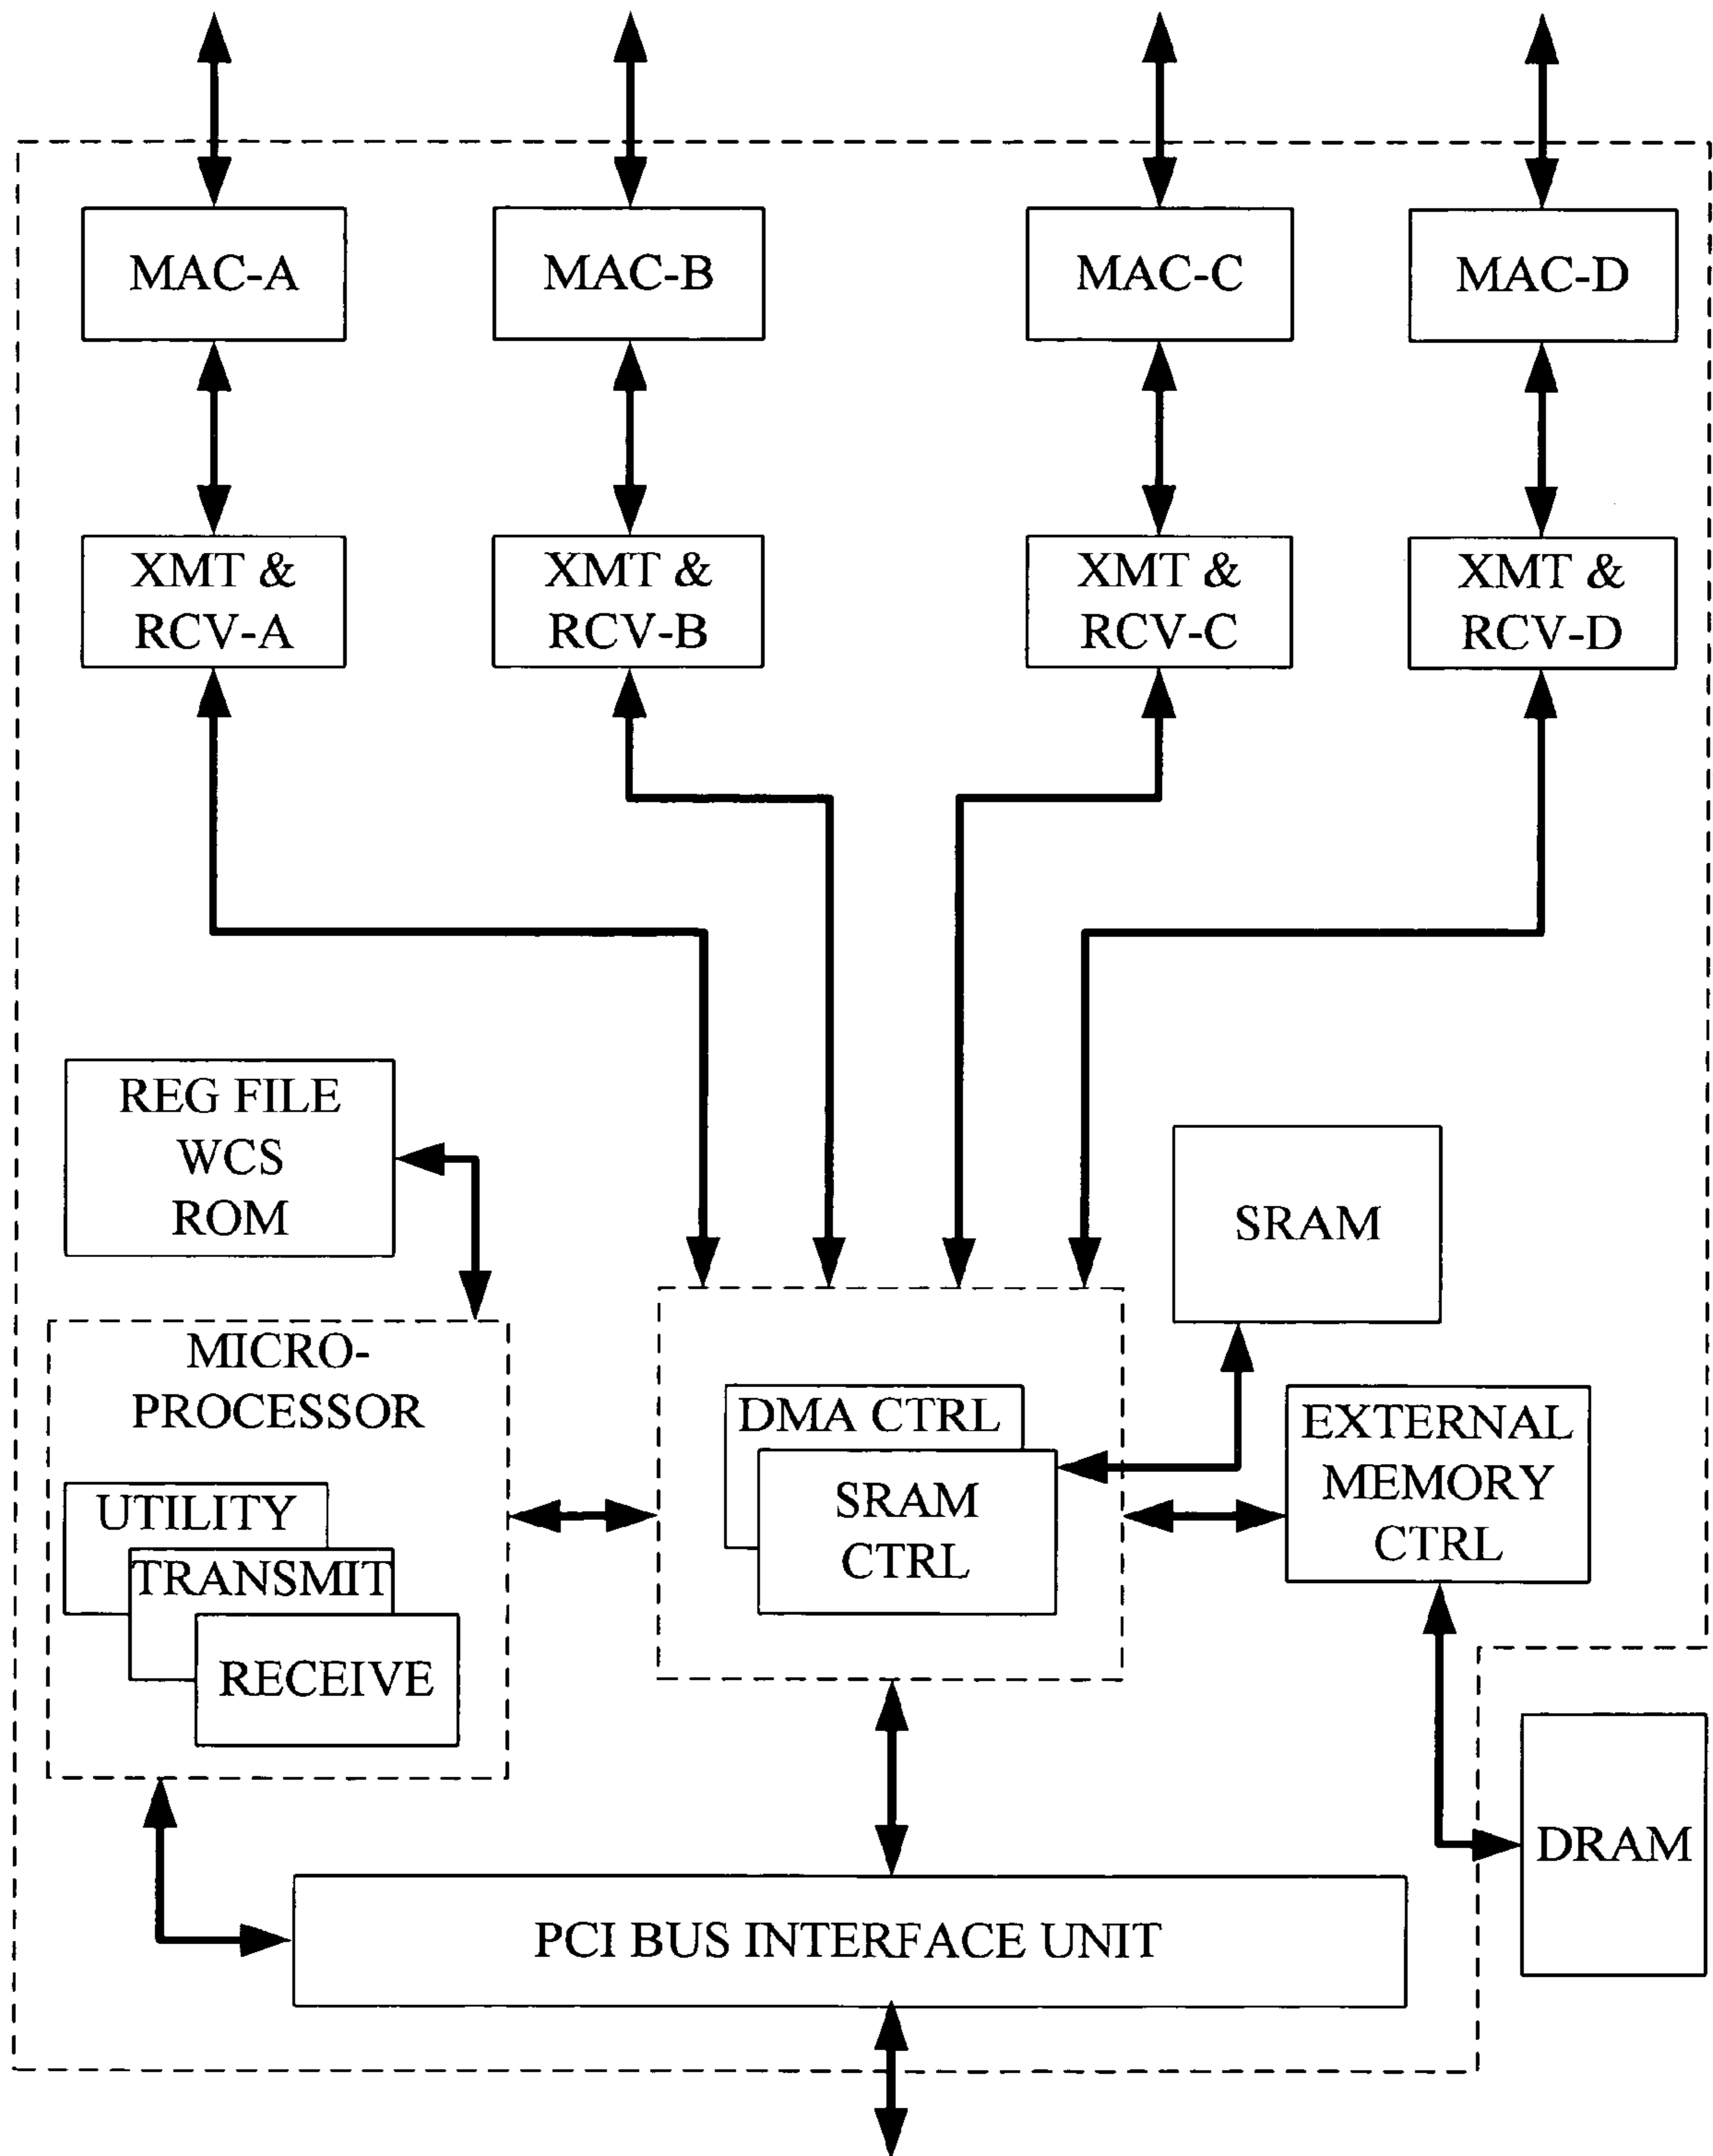 MAC-A
MAC-B
MAC-C
MAC-D
XMT &
RCV-A
XMT &
RCV-B
XMT &
RCV-C
XMT &
RCV-D
REG FILE
WCS
ROM
SRAM
MICRO-
PROCESSOR
UTILITY
TRANSMIT
RECEIVE
DMA CTRL
SRAM
CTRL
EXTERNAL
MEMORY
CTRL
DRAM
PCI BUS INTERFACE UNIT